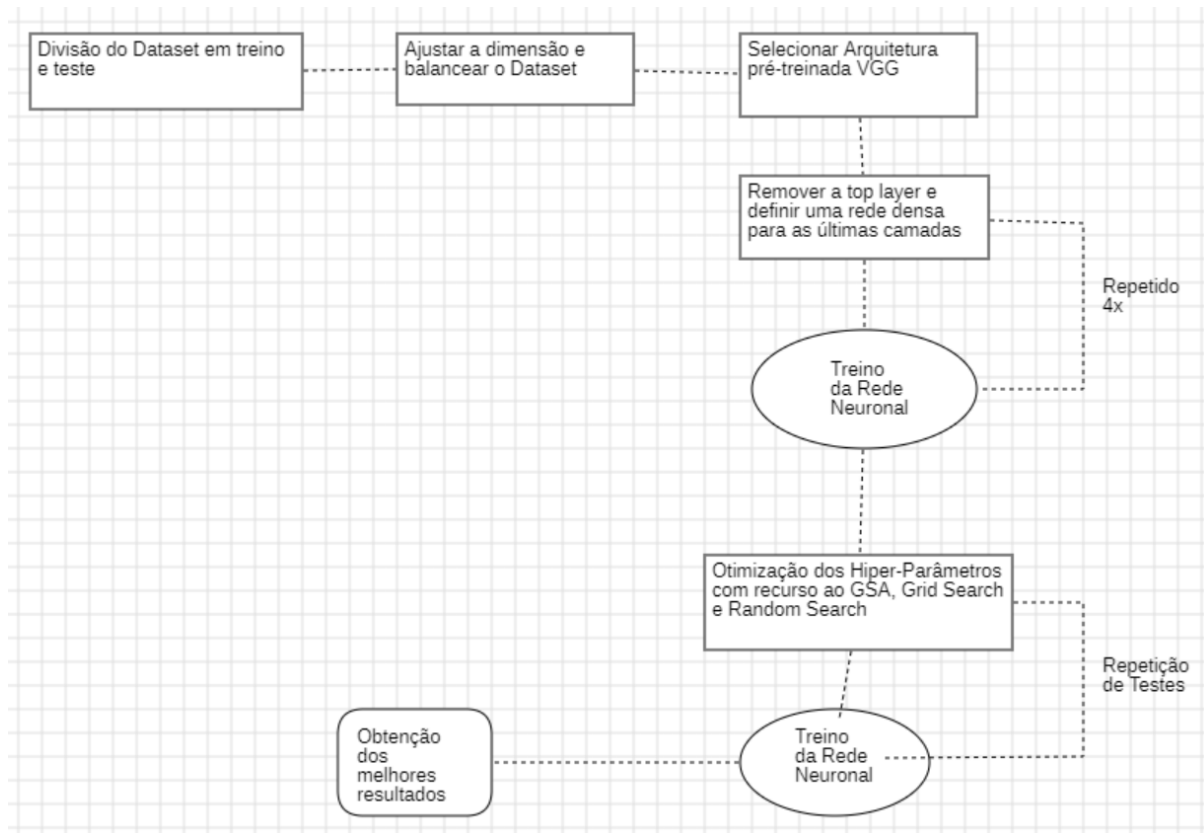 Divisão do Dataset em treino
e teste
Ajustar a dimensão e
balancear o Dataset
Selecionar Arquitetura
pré-treinada VGG
Remover a top layer e
definir uma rede densa
para as últimas camadas
Repetido
4x
Treino
da Rede
Neuronal
Otimização dos Hiper-Parâmetros
com recurso ao GSA, Grid Search
e Random Search
Repetição
de Testes
Treino
da Rede
Neuronal
Obtenção
dos
melhores
resultados